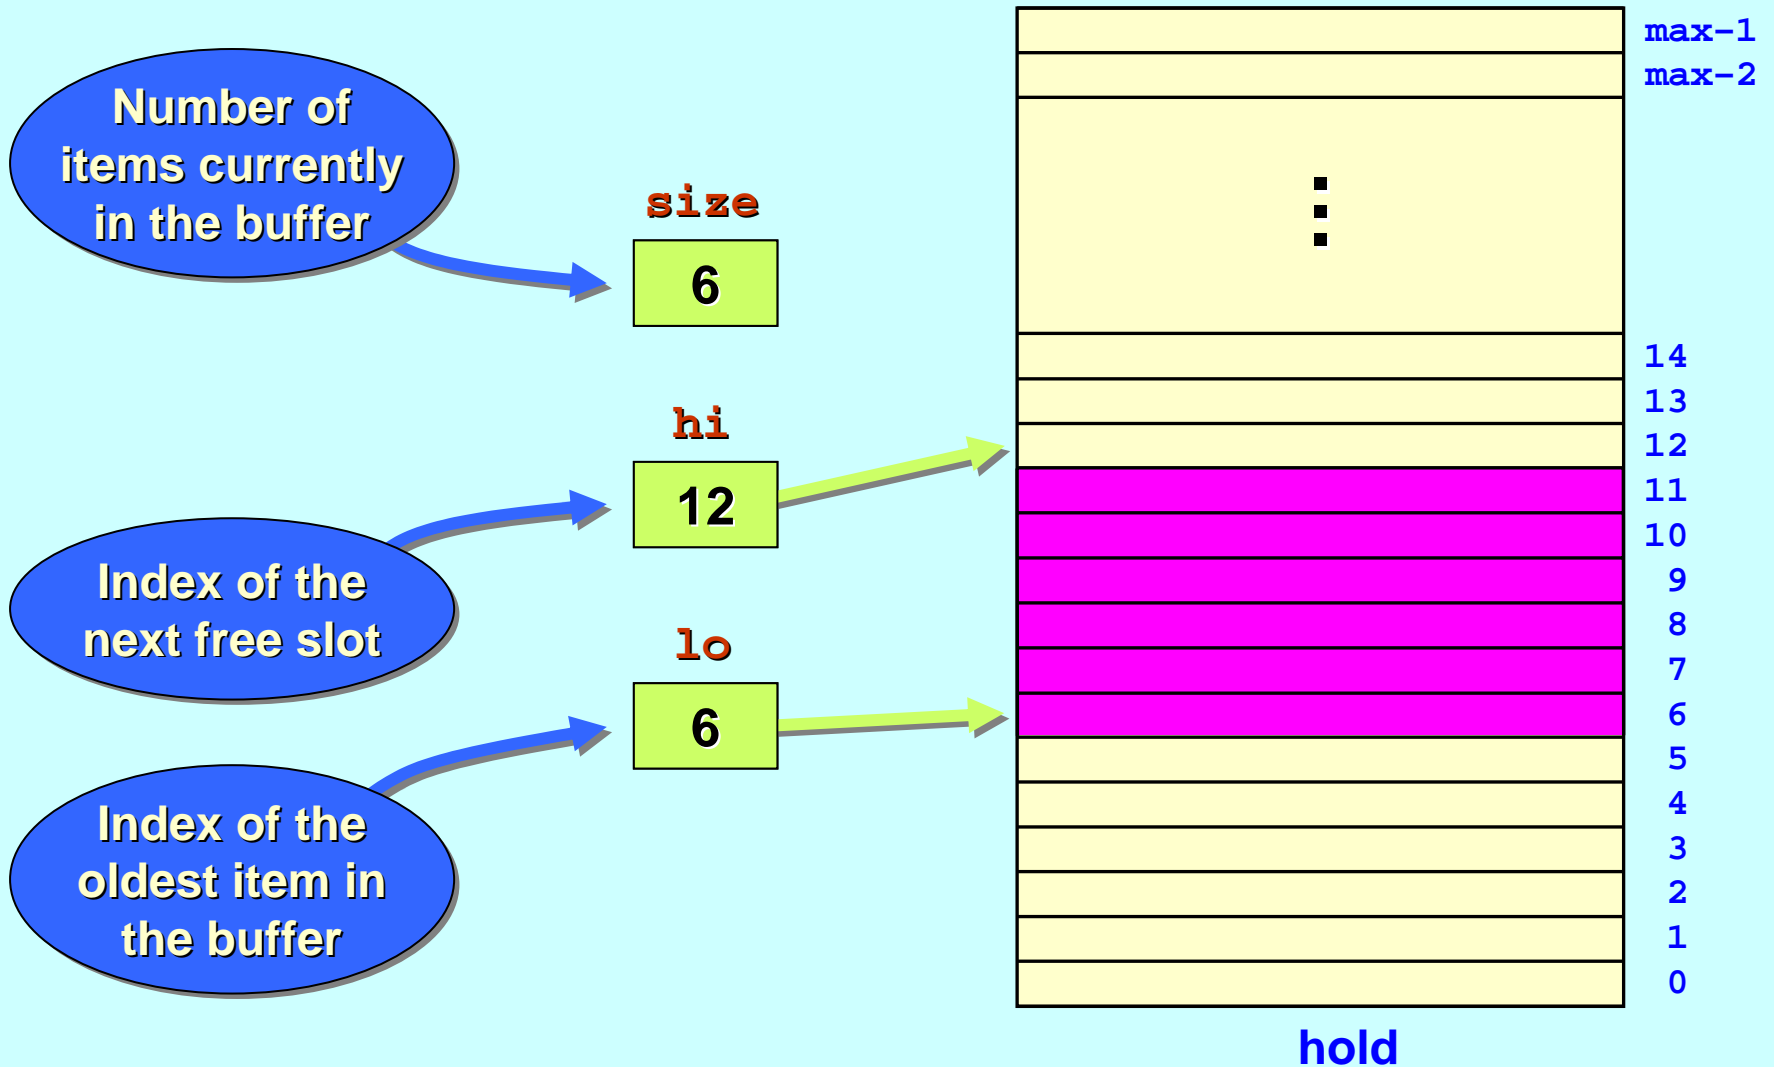 Number of
items currently
in the buffer
size
6
hi
12
Index of the
next free slot
lo
6
Index of the
oldest item in
the buffer
max-1
max-2
14
13
12
11
10
9
8
7
6
5
4
3
2
1
0
hold